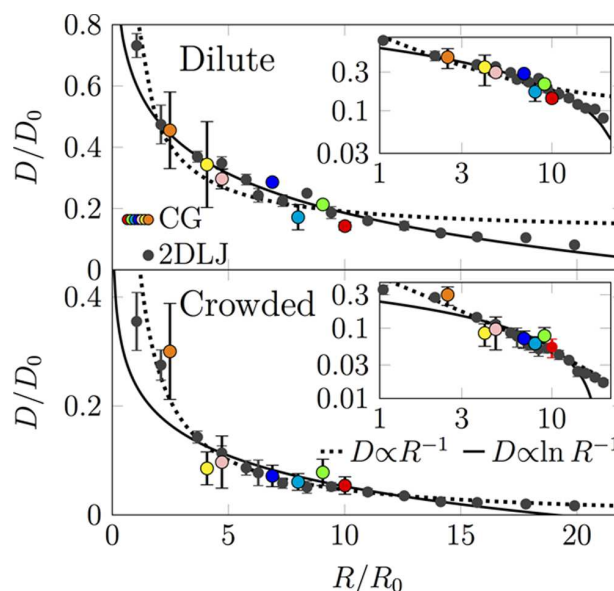 0.8
0.6
0.4
0.2
0
D/D₀
Dilute
CG
2DLJ
0.3
0.1
0.03
1 3 10
0.4
0.2
0
D/D₀
Crowded
0.3
0.1
0.03
0.01
1 3 10
D∝R⁻¹ D∝ln R⁻¹
0 5 10 15 20
R/R₀